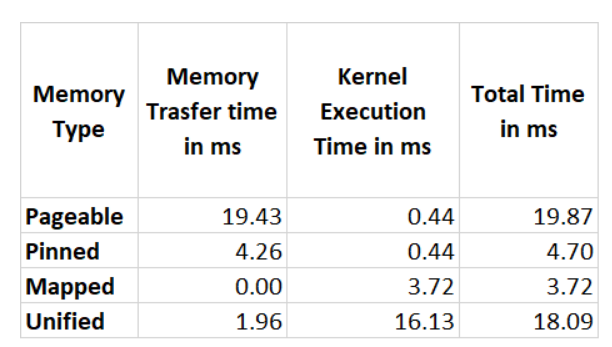 Memory Type
Memory Trasfer time in ms
Kernel Execution Time in ms
Total Time in ms
Pageable 19.43 0.44 19.87
Pinned 4.26 0.44 4.70
Mapped 0.00 3.72 3.72
Unified 1.96 16.13 18.09